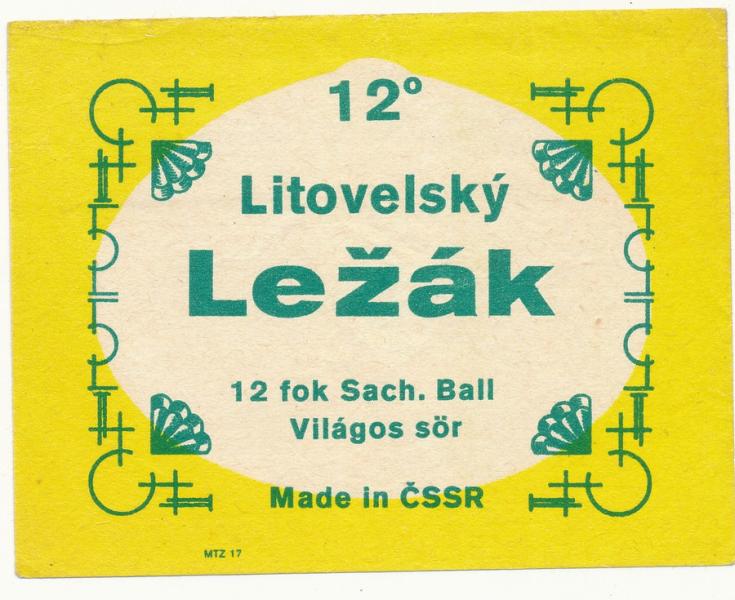 12°
Litovelský
Ležák
12 fok Sach. Ball
Világos sör
Made in ČSSR
MTZ 17